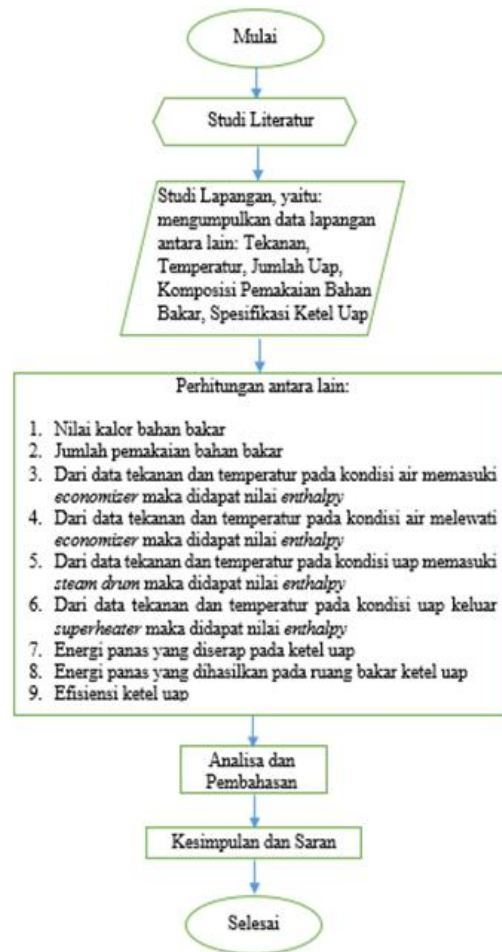 Mulai
Studi Literatur
Studi Lapangan, yaitu:
mengumpulkan data lapangan
antara lain: Tekanan,
Temperatur, Jumlah Uap,
Komposisi Pemakaian Bahan
Bakar, Spesifikasi Ketel Uap
Perhitungan antara lain:
1. Nilai kalor bahan bakar
2. Jumlah pemakaian bahan bakar
3. Dari data tekanan dan temperatur pada kondisi air memasuki
economizer maka didapat nilai enthalpy
4. Dari data tekanan dan temperatur pada kondisi air melewati
economizer maka didapat nilai enthalpy
5. Dari data tekanan dan temperatur pada kondisi uap memasuki
steam drum maka didapat nilai enthalpy
6. Dari data tekanan dan temperatur pada kondisi uap keluar
superheater maka didapat nilai enthalpy
7. Energi panas yang diserap pada ketel uap
8. Energi panas yang dihasilkan pada ruang bakar ketel uap
9. Efisiensi ketel uap
Analisa dan
Pembahasan
Kesimpulan dan Saran
Selesai